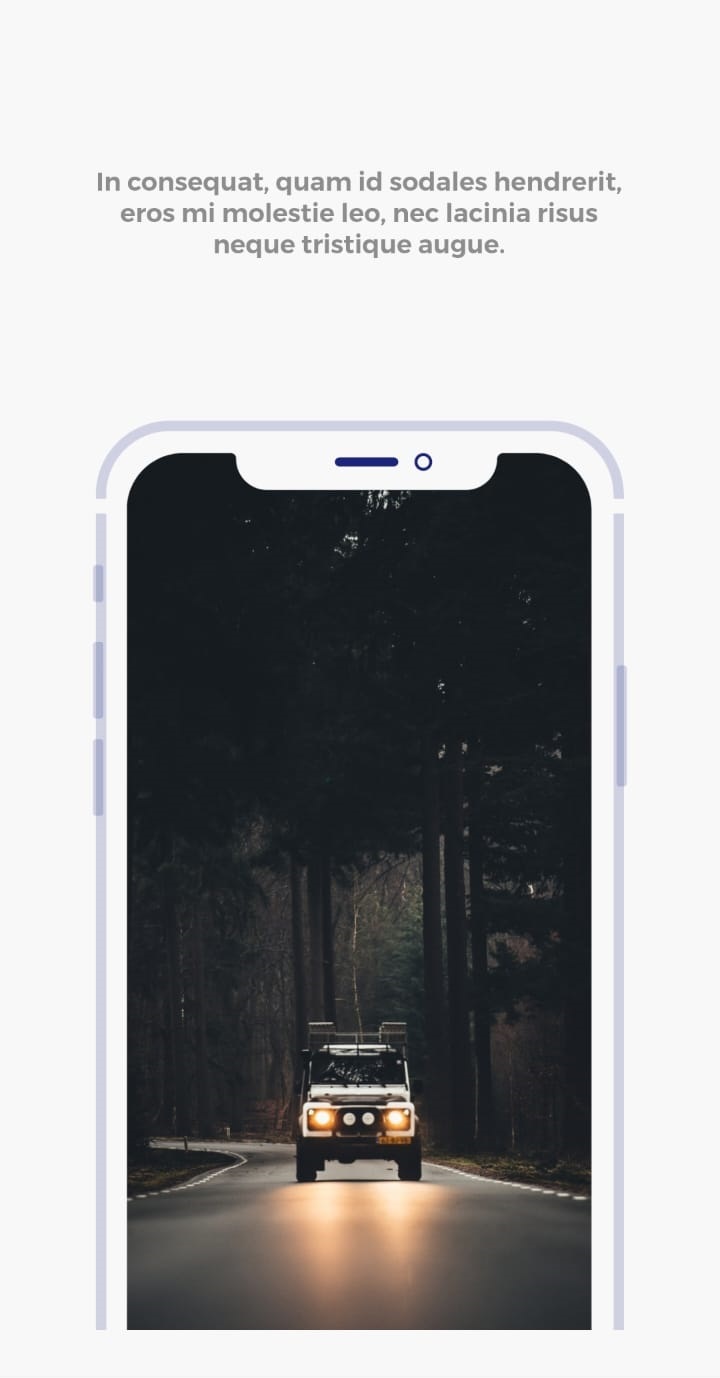 In consequat, quam id sodales hendrerit,
eros mi molestie leo, nec lacinia risus
neque tristique augue.